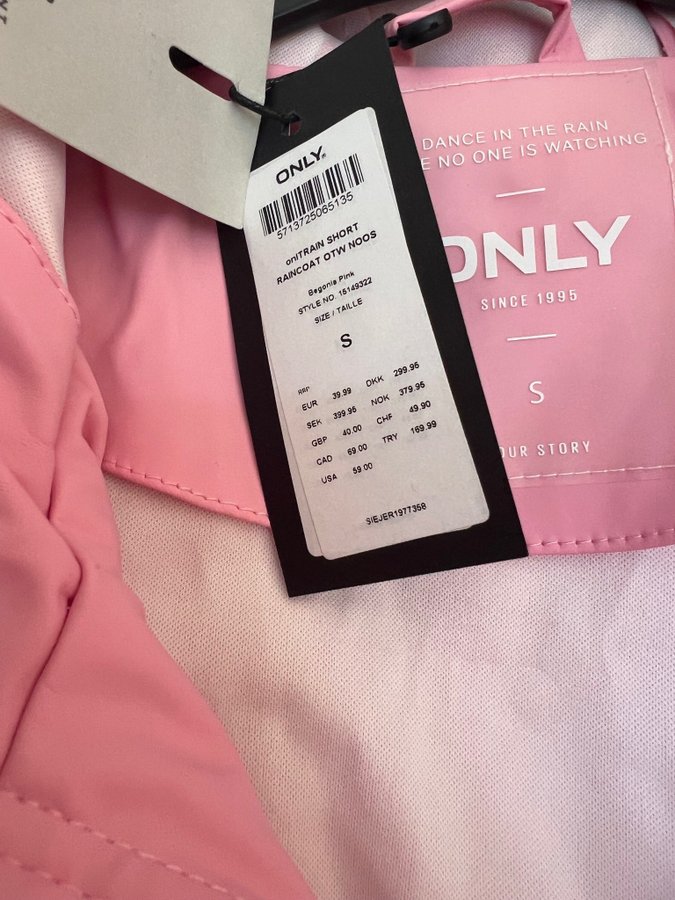 ONLY
5713725065135
onlTRAIN SHORT
RAINCOAT OTW NOOS
Begonia Pink
STYLE NO. 15149322
SIZE / TAILLE
S
RRP
EUR 39.99 DKK 299.95
SEK 399.95 NOK 379.95
GBP 40.00 CHF 49.90
CAD 69.00 TRY 169.99
USA 59.00
SIEJER1977358
DANCE IN THE RAIN
NO ONE IS WATCHING
ONLY
SINCE 1995
S
OUR STORY